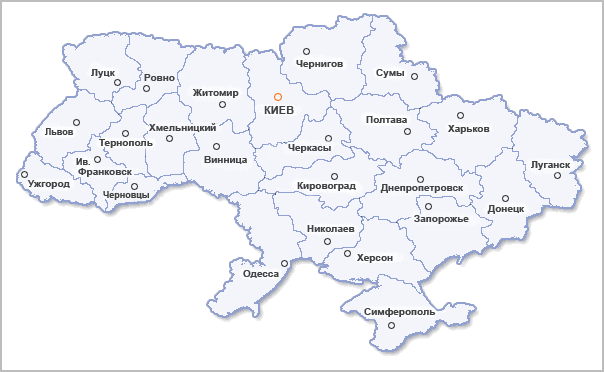 Чернигов
Луцк
Ровно
Сумы
Житомир
КИЕВ
Львов
Хмельницкий
Полтава
Харьков
Тернополь
Черкасы
Ив.
Франковск
Винница
Луганск
Ужгород
Черновцы
Кировоград
Днепропетровск
Донецк
Запорожье
Николаев
Херсон
Одесса
Симферополь